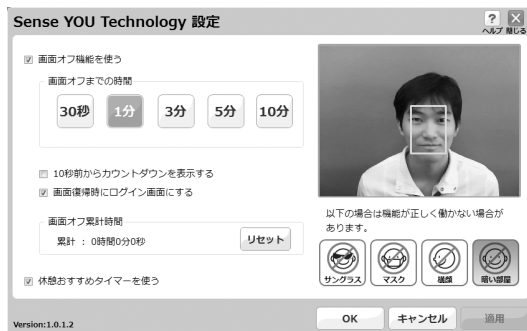 Sense YOU Technology 設定
ヘルプ 閉じる
画面オフ機能を使う
画面オフまでの時間
30秒 1分 3分 5分 10分
10秒前からカウントダウンを表示する
画面復帰時にログイン画面にする
画面オフ累計時間
累計 : 0時間0分0秒 リセット
休憩おすすめタイマーを使う
以下の場合は機能が正しく働かない場合が
あります。
サングラス マスク 横顔 暗い部屋
OK キャンセル 適用
Version:1.0.1.2